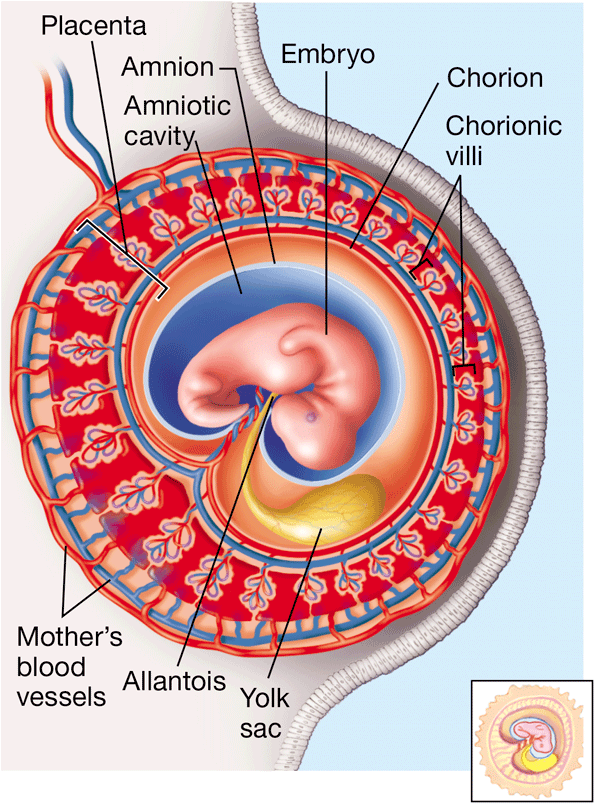 Placenta
Amnion
Amniotic
cavity
Embryo
Chorion
Chorionic
villi
Mother's
blood
vessels
Allantois
Yolk
sac